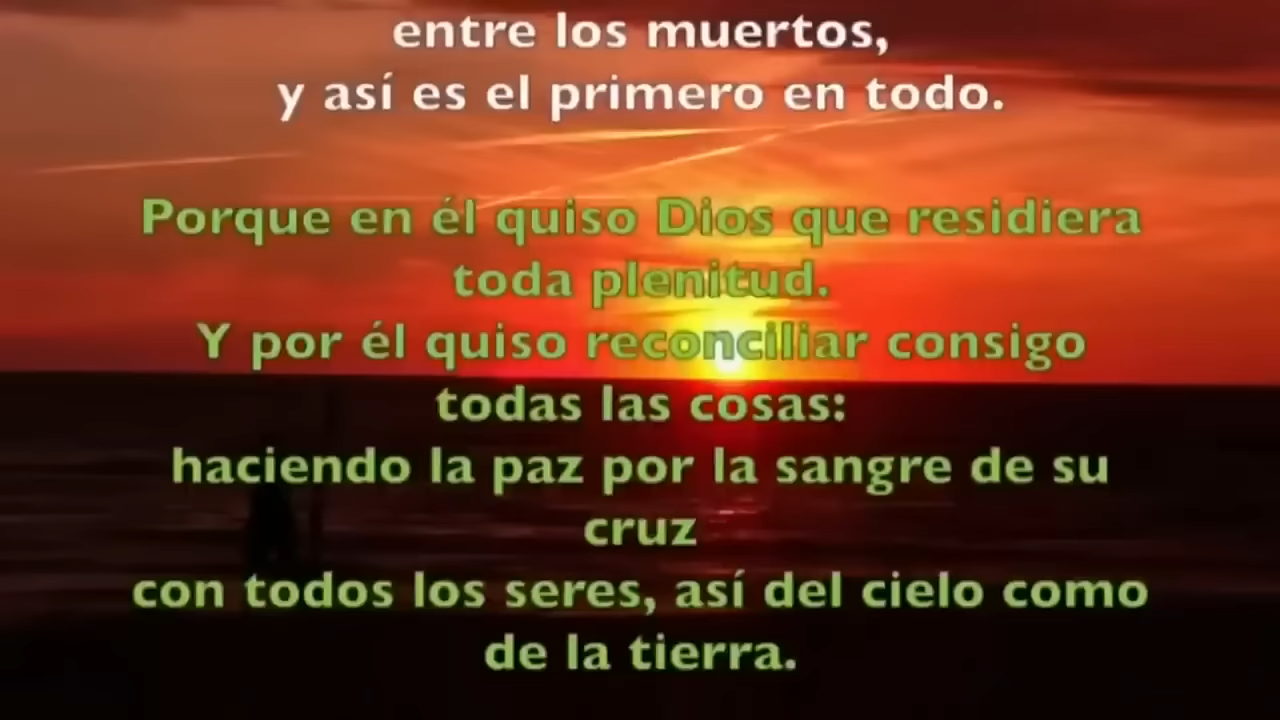 entre los muertos,
y así es el primero en todo.
Porque en él quiso Dios que residiera
toda plenitud.
Y por él quiso reconciliar consigo
todas las cosas:
haciendo la paz por la sangre de su
cruz
con todos los seres, así del cielo como
de la tierra.